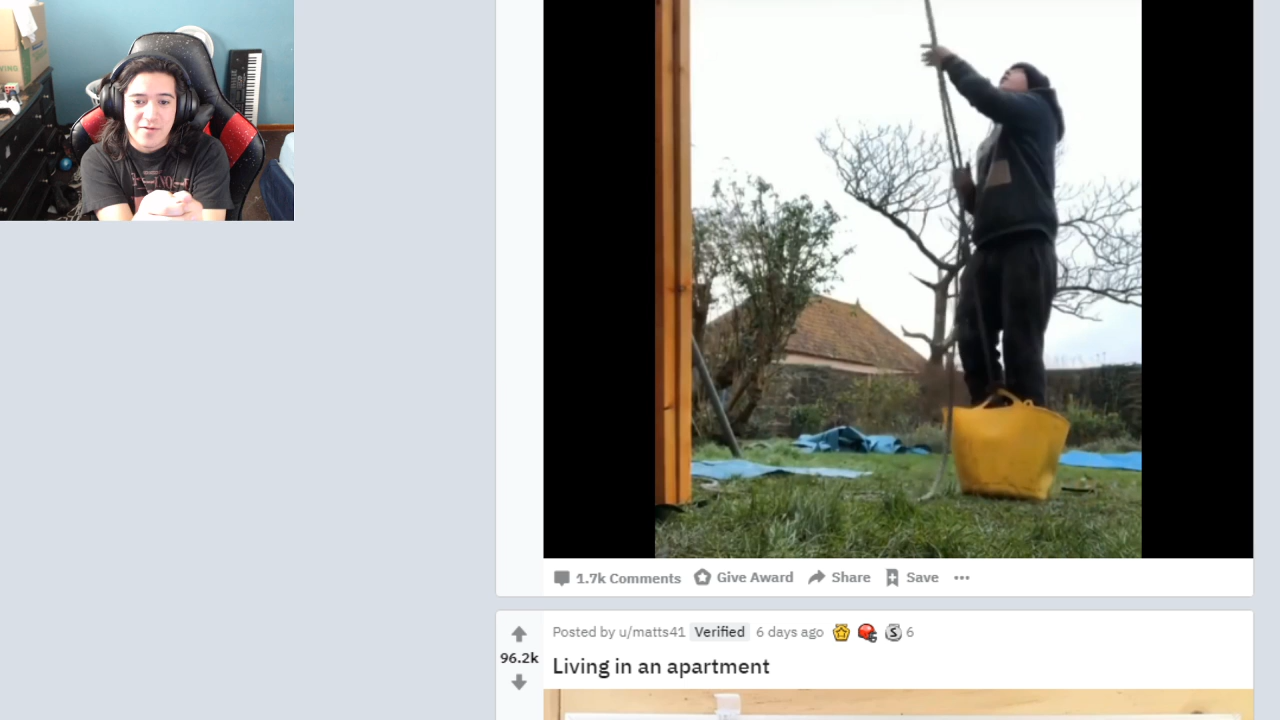 1.7k Comments Give Award Share Save
Posted by u/matts41 Verified 6 days ago 6
96.2k
Living in an apartment